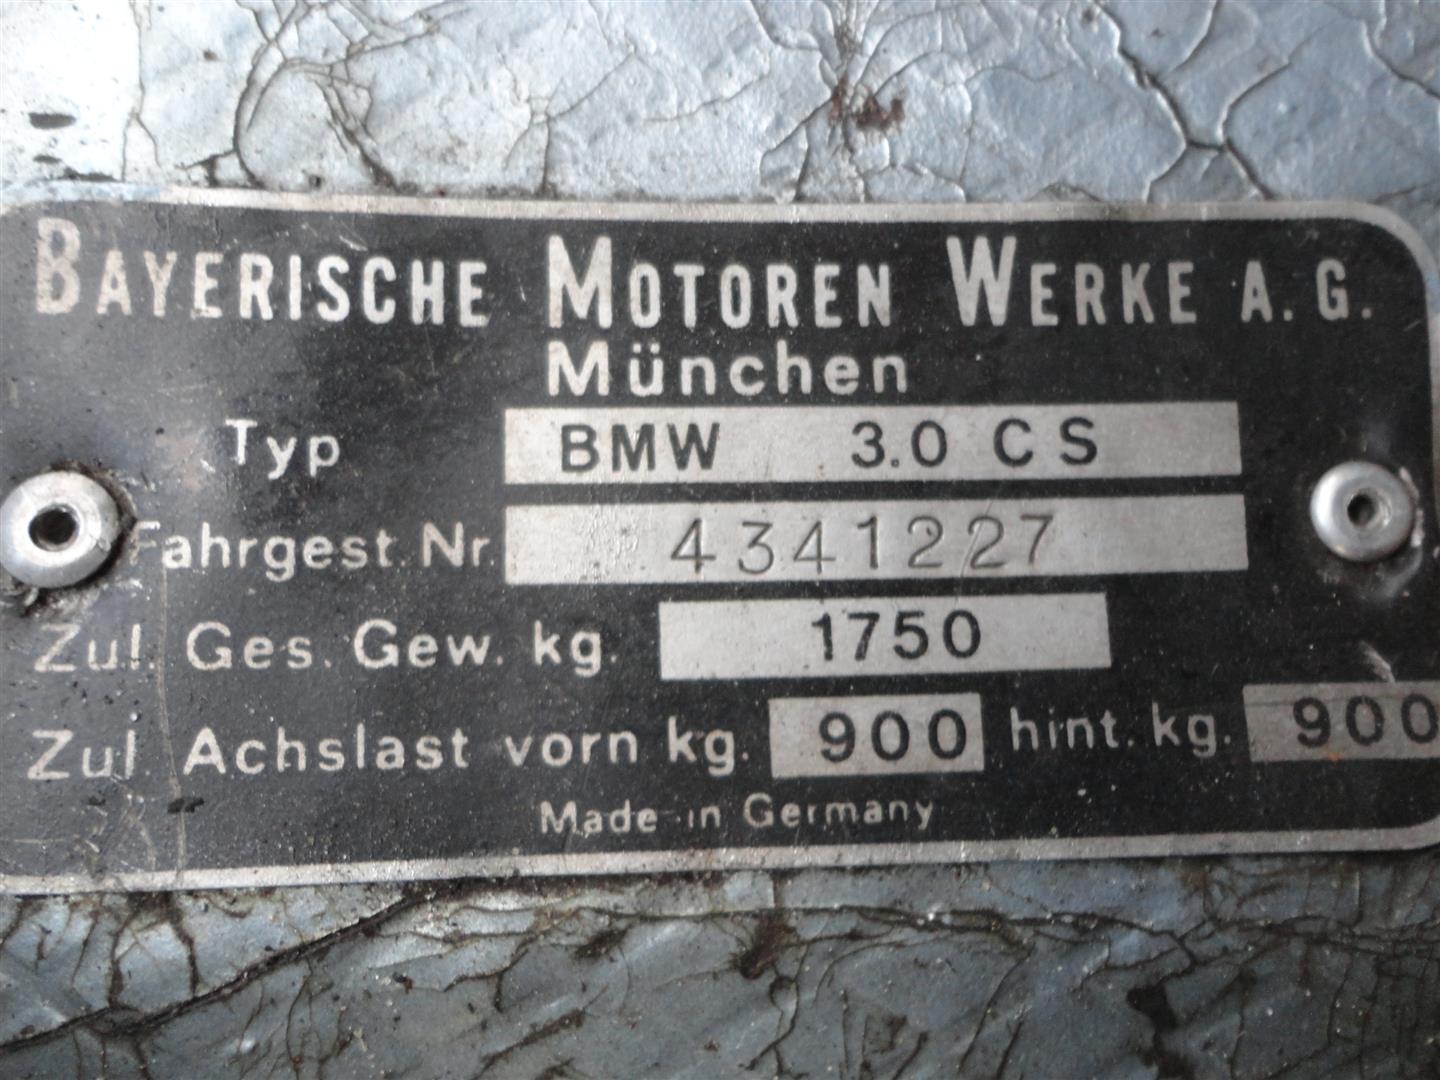 BAYERISCHE MOTOREN WERKE A.G.
München
Typ BMW 3.0 CS
Fahrgest. Nr. 4341227
Zul. Ges. Gew. kg. 1750
Zul. Achslast vorn kg. 900 hint. kg. 900
Made in Germany